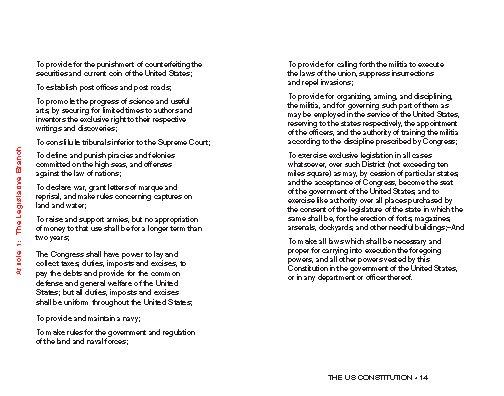 To provide for the punishment of counterfeiting the
securities and current coin of the United States;
To establish post offices and post roads;
To promote the progress of science and useful
arts, by securing for limited times to authors and
inventors the exclusive right to their respective
writings and discoveries;
To constitute tribunals inferior to the Supreme Court;
To define and punish piracies and felonies
committed on the high seas, and offenses
against the law of nations;
To declare war, grant letters of marque and
reprisal, and make rules concerning captures on
land and water;
To raise and support armies, but no appropriation
of money to that use shall be for a longer term than
two years;
The Congress shall have power to lay and
collect taxes, duties, imposts and excises, to
pay the debts and provide for the common
defense and general welfare of the United
States; but all duties, imposts and excises
shall be uniform throughout the United States;
To provide and maintain a navy;
To make rules for the government and regulation
of the land and naval forces;
Article 1: The Legislative Branch
To provide for calling forth the militia to execute
the laws of the union, suppress insurrections
and repel invasions;
To provide for organizing, arming, and disciplining,
the militia, and for governing such part of them as
may be employed in the service of the United States,
reserving to the states respectively, the appointment
of the officers, and the authority of training the militia
according to the discipline prescribed by Congress;
To exercise exclusive legislation in all cases
whatsoever, over such District (not exceeding ten
miles square) as may, by cession of particular states,
and the acceptance of Congress, become the seat
of the government of the United States, and to
exercise like authority over all places purchased by
the consent of the legislature of the state in which the
same shall be, for the erection of forts, magazines,
arsenals, dockyards, and other needful buildings;--And
To make all laws which shall be necessary and
proper for carrying into execution the foregoing
powers, and all other powers vested by this
Constitution in the government of the United States,
or in any department or officer thereof.
THE US CONSTITUTION • 14